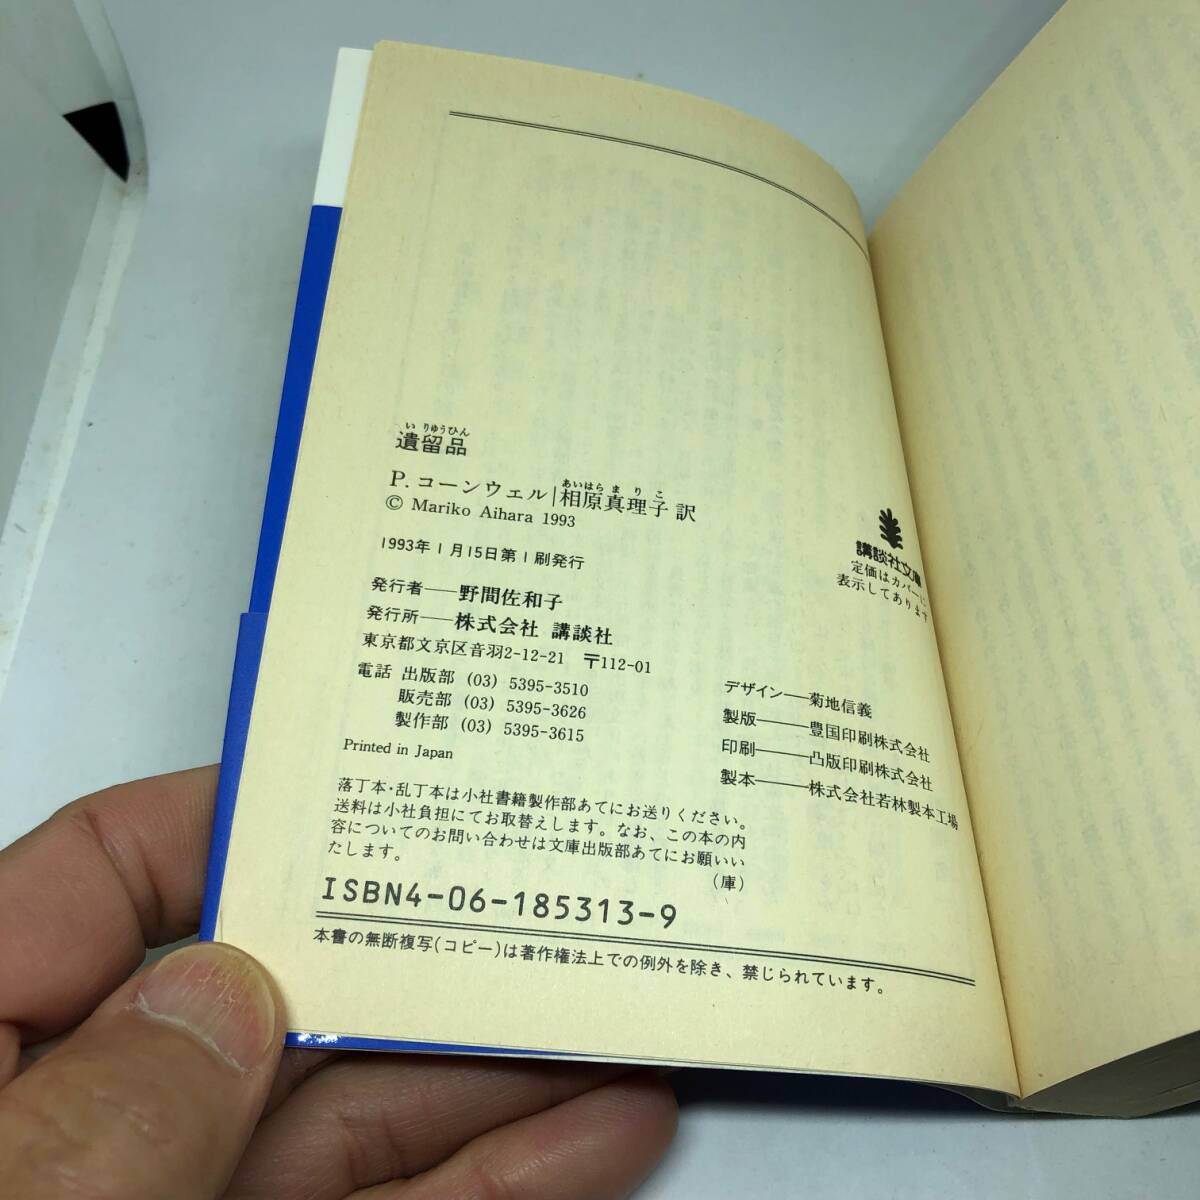 いりゅうひん
遺留品
あいはらまりこ
P. コーンウェル|相原真理子 訳
© Mariko Aihara 1993
1993年1月15日第1刷発行
発行者——野間佐和子
発行所——株式会社 講談社
東京都文京区音羽2-12-21 〒112-01
電話 出版部 (03) 5395-3510
販売部 (03) 5395-3626
製作部 (03) 5395-3615
Printed in Japan
講談社文庫
定価はカバーに
表示してあります
デザイン——菊地信義
製版——豊国印刷株式会社
印刷——凸版印刷株式会社
製本——株式会社若林製本工場
落丁本・乱丁本は小社書籍製作部あてにお送りください。
送料は小社負担にてお取替えします。なお、この本の内
容についてのお問い合わせは文庫出版部あてにお願いい
たします。
(庫)
ISBN4-06-185313-9
本書の無断複写(コピー)は著作権法上での例外を除き、禁じられています。